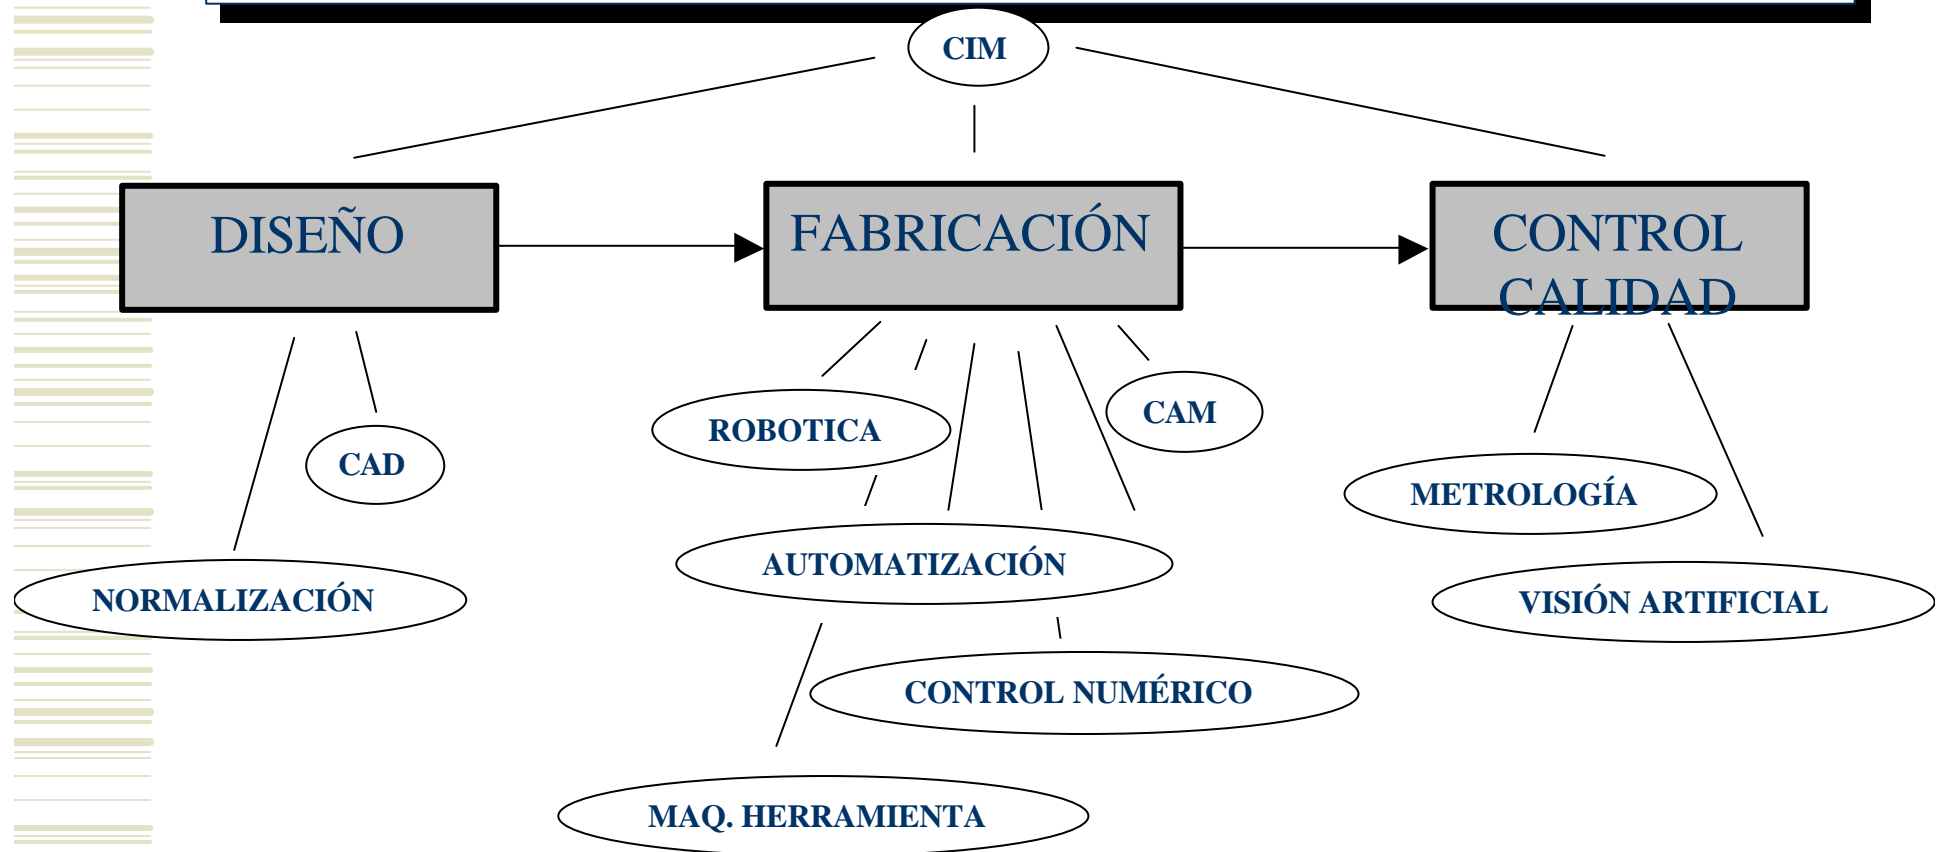 CIM
DISEÑO
FABRICACIÓN
CONTROL
CALIDAD
ROBOTICA
CAM
CAD
METROLOGÍA
AUTOMATIZACIÓN
NORMALIZACIÓN
VISIÓN ARTIFICIAL
CONTROL NUMÉRICO
MAQ. HERRAMIENTA